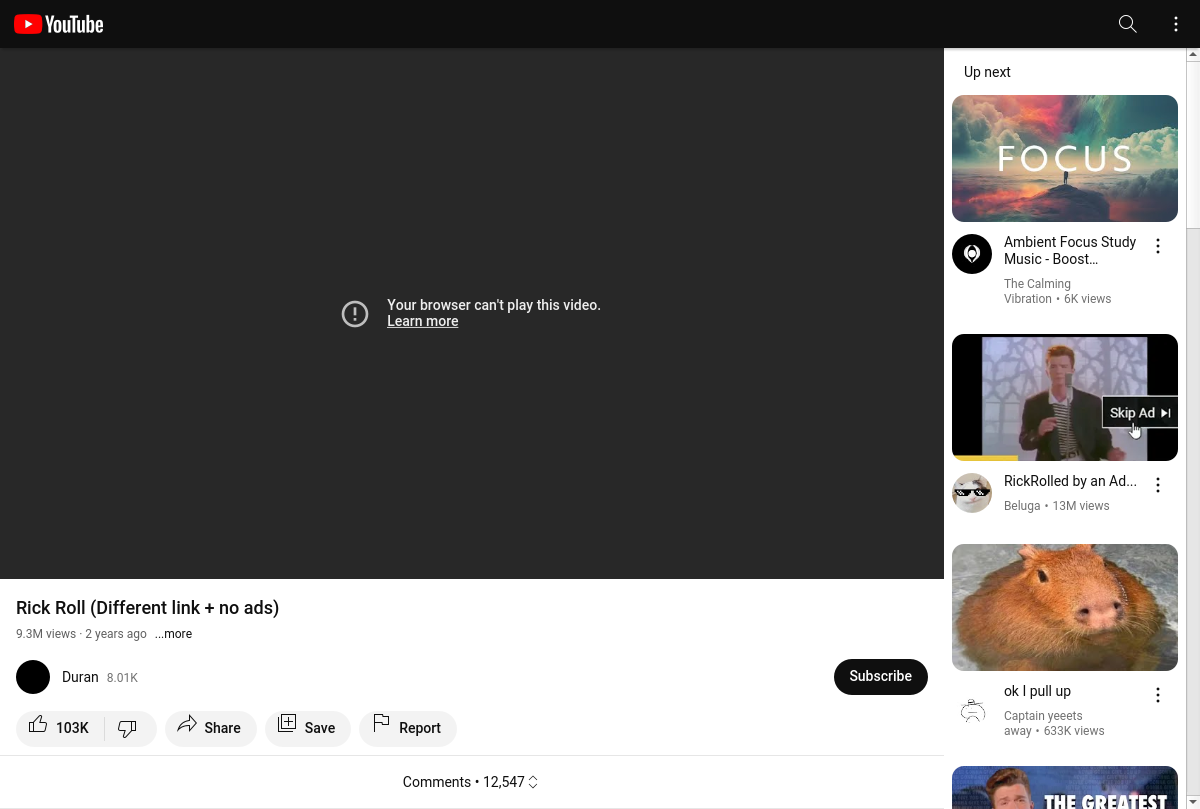 YouTube
Your browser can't play this video.
Learn more
Rick Roll (Different link + no ads)
9.3M views · 2 years ago ...more
Duran 8.01K
Subscribe
103K
Share
Save
Report
Comments • 12,547
Up next
FOCUS
Ambient Focus Study
Music - Boost…
The Calming
Vibration • 6K views
Skip Ad
RickRolled by an Ad...
Beluga • 13M views
ok I pull up
Captain yeeets
away • 633K views
THE GREATEST